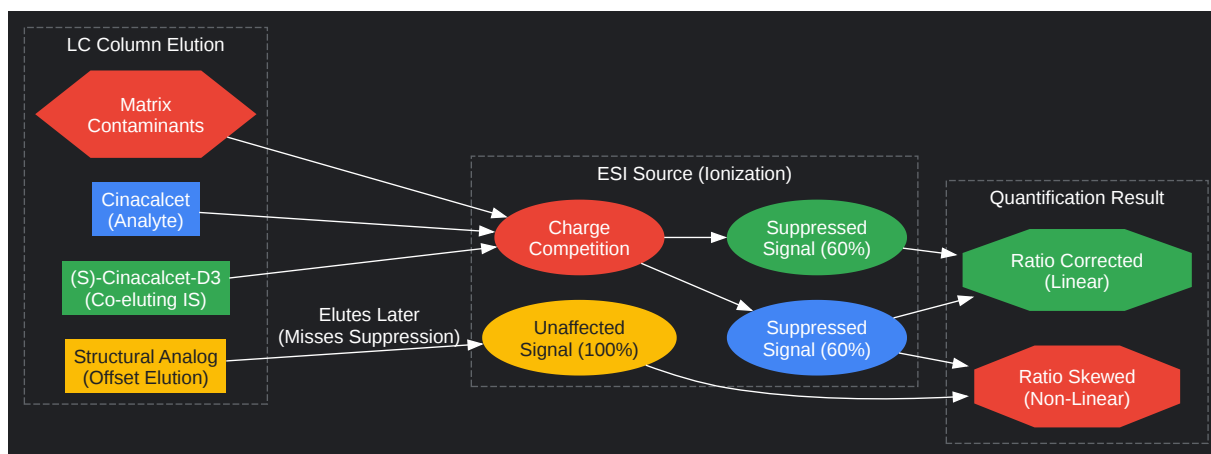 LC Column Elution
Matrix
Contaminants
Cinacalcet
(Analyte)
(S)-Cinacalcet-D3
(Co-eluting IS)
Structural Analog
(Offset Elution)
Elutes Later
(Misses Suppression)
ESI Source (Ionization)
Charge
Competition
Unaffected
Signal (100%)
Suppressed
Signal (60%)
Suppressed
Signal (60%)
Quantification Result
Ratio Corrected
(Linear)
Ratio Skewed
(Non-Linear)